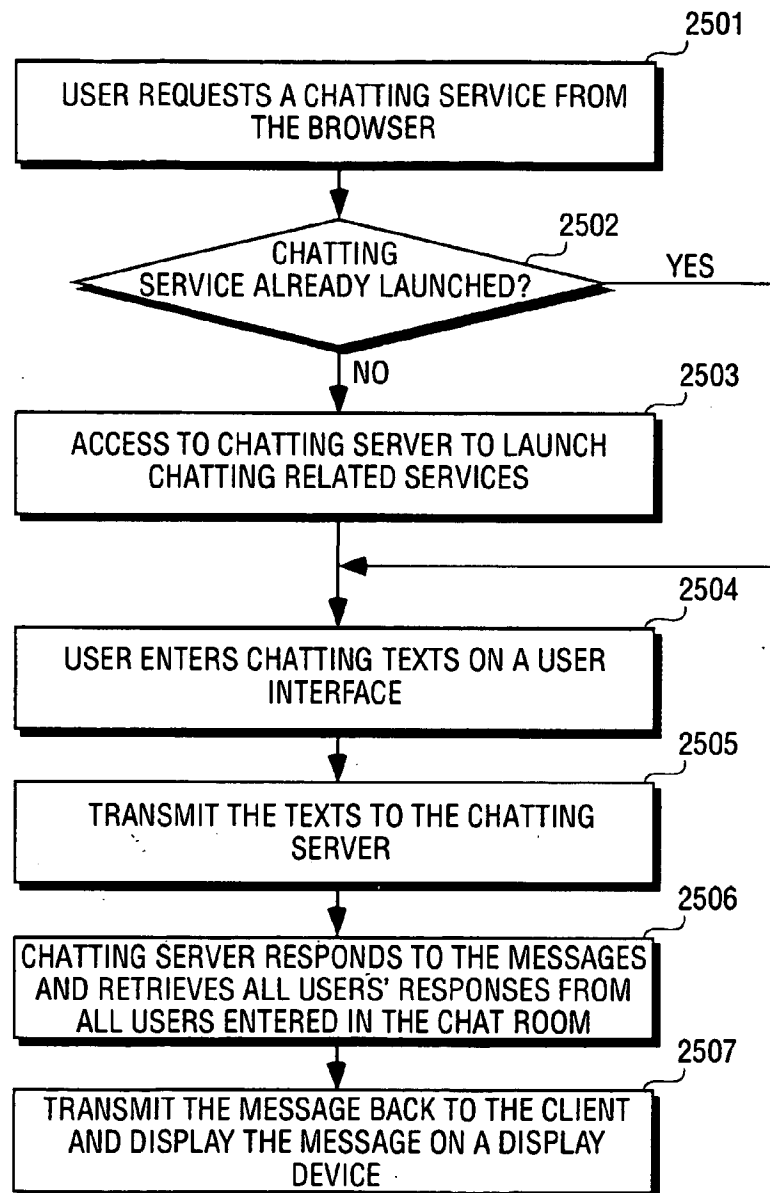 2501
USER REQUESTS A CHATTING SERVICE FROM
THE BROWSER
2502
CHATTING
SERVICE ALREADY LAUNCHED?
YES
NO
2503
ACCESS TO CHATTING SERVER TO LAUNCH
CHATTING RELATED SERVICES
2504
USER ENTERS CHATTING TEXTS ON A USER
INTERFACE
2505
TRANSMIT THE TEXTS TO THE CHATTING
SERVER
2506
CHATTING SERVER RESPONDS TO THE MESSAGES
AND RETRIEVES ALL USERS' RESPONSES FROM
ALL USERS ENTERED IN THE CHAT ROOM
2507
TRANSMIT THE MESSAGE BACK TO THE CLIENT
AND DISPLAY THE MESSAGE ON A DISPLAY
DEVICE